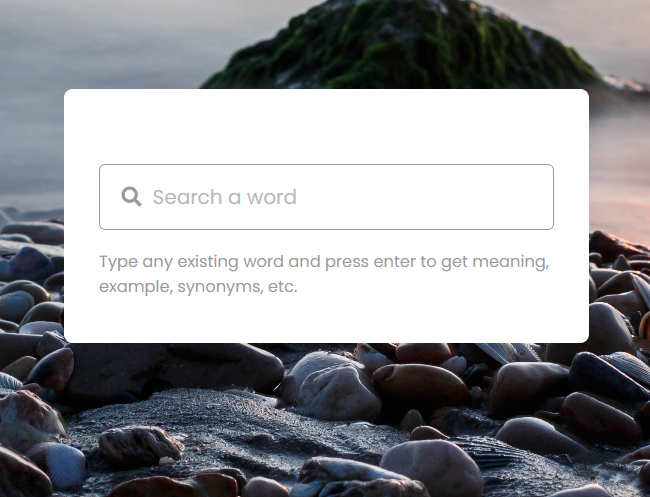 Search a word
Type any existing word and press enter to get meaning,
example, synonyms, etc.